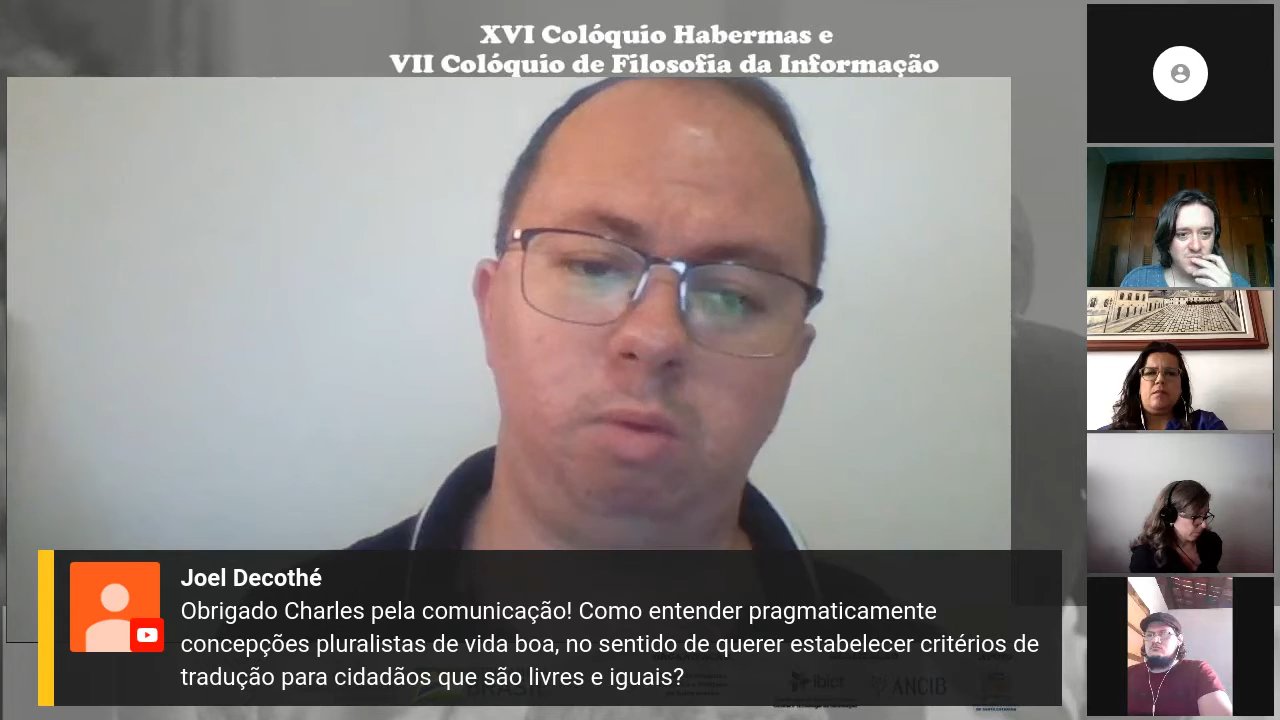 XVI Colóquio Habermas e
VII Colóquio de Filosofia da Informação
Joel Decothé
Obrigado Charles pela comunicação! Como entender pragmaticamente
concepções pluralistas de vida boa, no sentido de querer estabelecer critérios de
tradução para cidadãos que são livres e iguais?
BRASIL
ibict
ANCIB